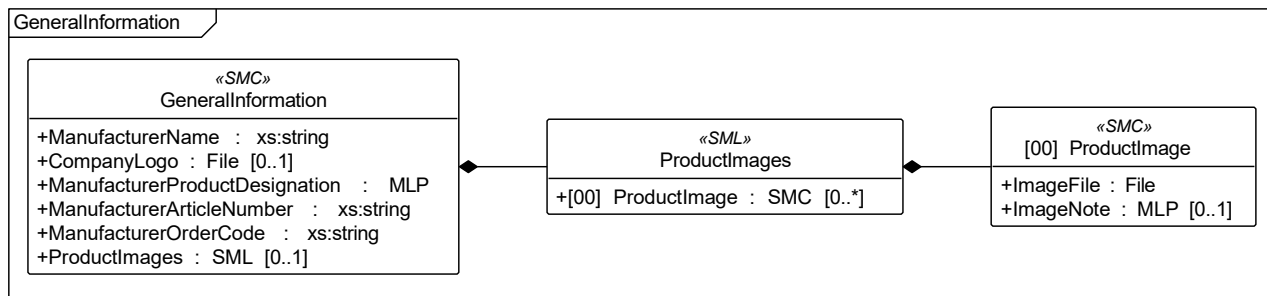 GeneralInformation
«SMC»
GeneralInformation
+ManufacturerName : xs:string
+CompanyLogo : File [0..1]
+ManufacturerProductDesignation : MLP
+ManufacturerArticleNumber : xs:string
+ManufacturerOrderCode : xs:string
+ProductImages : SML [0..1]
«SML»
ProductImages
+[00] ProductImage : SMC [0..*]
«SMC»
[00] ProductImage
+ImageFile : File
+ImageNote : MLP [0..1]